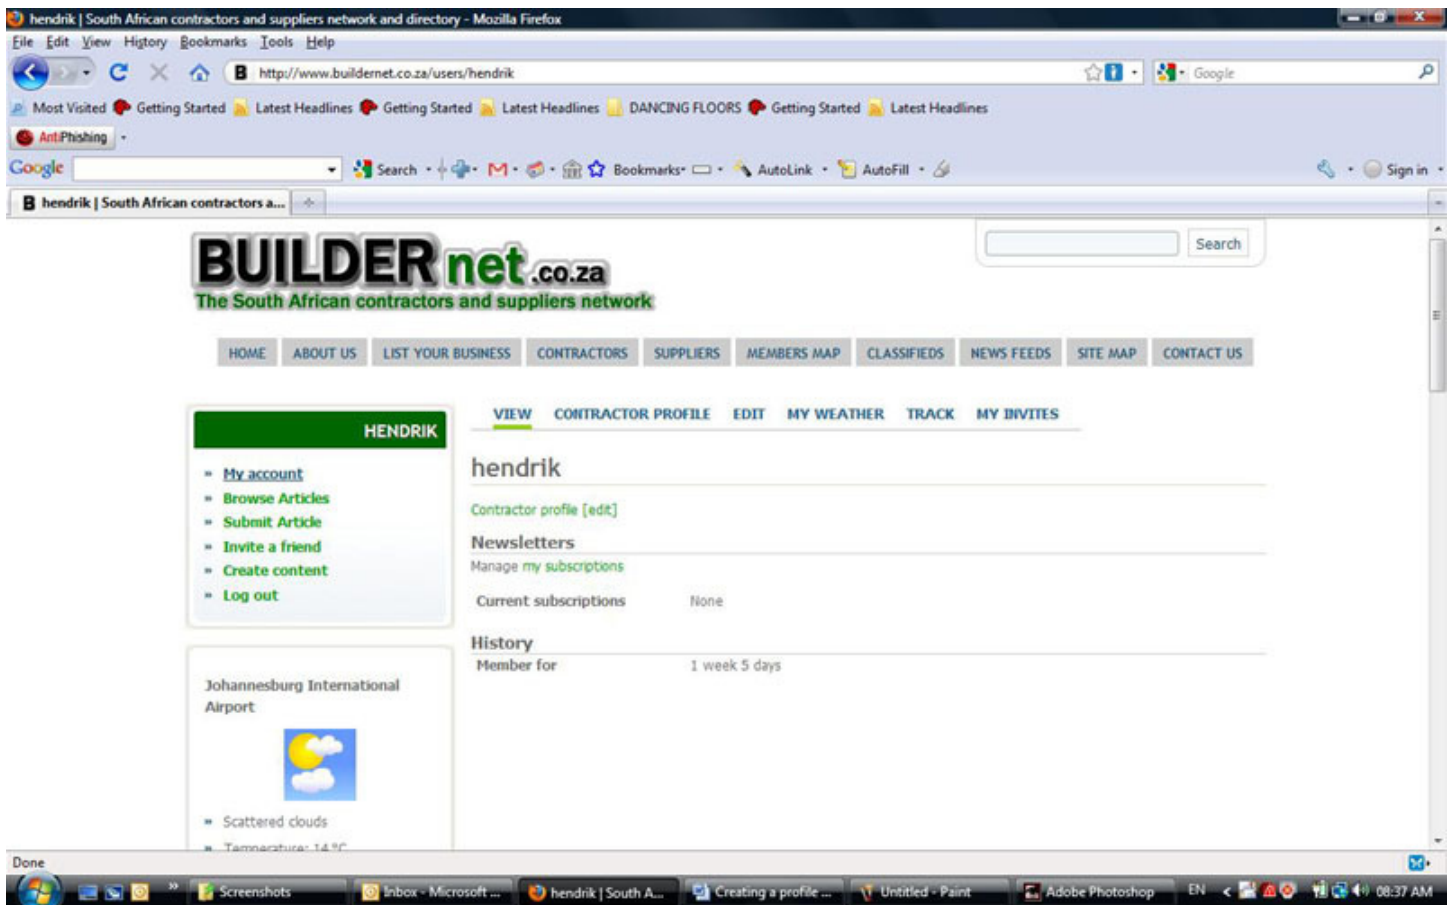 hendrik | South African contractors and suppliers network and directory - Mozilla Firefox
File Edit View History Bookmarks Tools Help
http://www.buildernet.co.za/users/hendrik
Google
Most Visited Getting Started Latest Headlines Getting Started Latest Headlines DANCING FLOORS Getting Started Latest Headlines
AntiPhishing
Google Search Bookmarks AutoLink AutoFill Sign in
B hendrik | South African contractors a...
BUILDERnet.co.za
Search
The South African contractors and suppliers network
HOME ABOUT US LIST YOUR BUSINESS CONTRACTORS SUPPLIERS MEMBERS MAP CLASSIFIEDS NEWS FEEDS SITE MAP CONTACT US
HENDRIK
» My account
» Browse Articles
» Submit Article
» Invite a friend
» Create content
» Log out
Johannesburg International
Airport
» Scattered clouds
» Temperature: 14 °C
VIEW CONTRACTOR PROFILE EDIT MY WEATHER TRACK MY INVITES
hendrik
Contractor profile [edit]
Newsletters
Manage my subscriptions
Current subscriptions None
History
Member for 1 week 5 days
Done
Screenshots Inbox - Microsoft ... hendrik | South A... Creating a profile ... Untitled - Paint Adobe Photoshop EN 08:37 AM